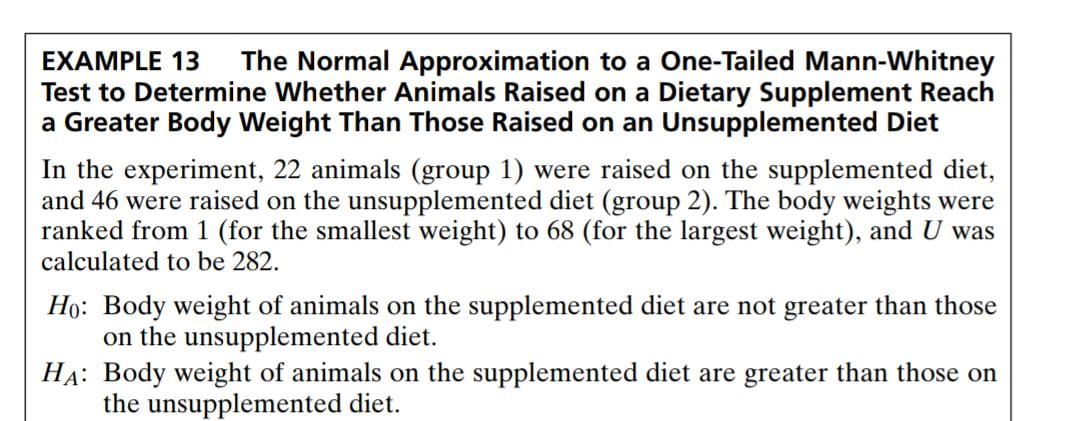 EXAMPLE 13 The Normal Approximation to a One-Tailed Mann-Whitney
Test to Determine Whether Animals Raised on a Dietary Supplement Reach
a Greater Body Weight Than Those Raised on an Unsupplemented Diet
In the experiment, 22 animals (group 1) were raised on the supplemented diet,
and 46 were raised on the unsupplemented diet (group 2). The body weights were
ranked from 1 (for the smallest weight) to 68 (for the largest weight), and U was
calculated to be 282.
H₀: Body weight of animals on the supplemented diet are not greater than those
on the unsupplemented diet.
H_A: Body weight of animals on the supplemented diet are greater than those on
the unsupplemented diet.